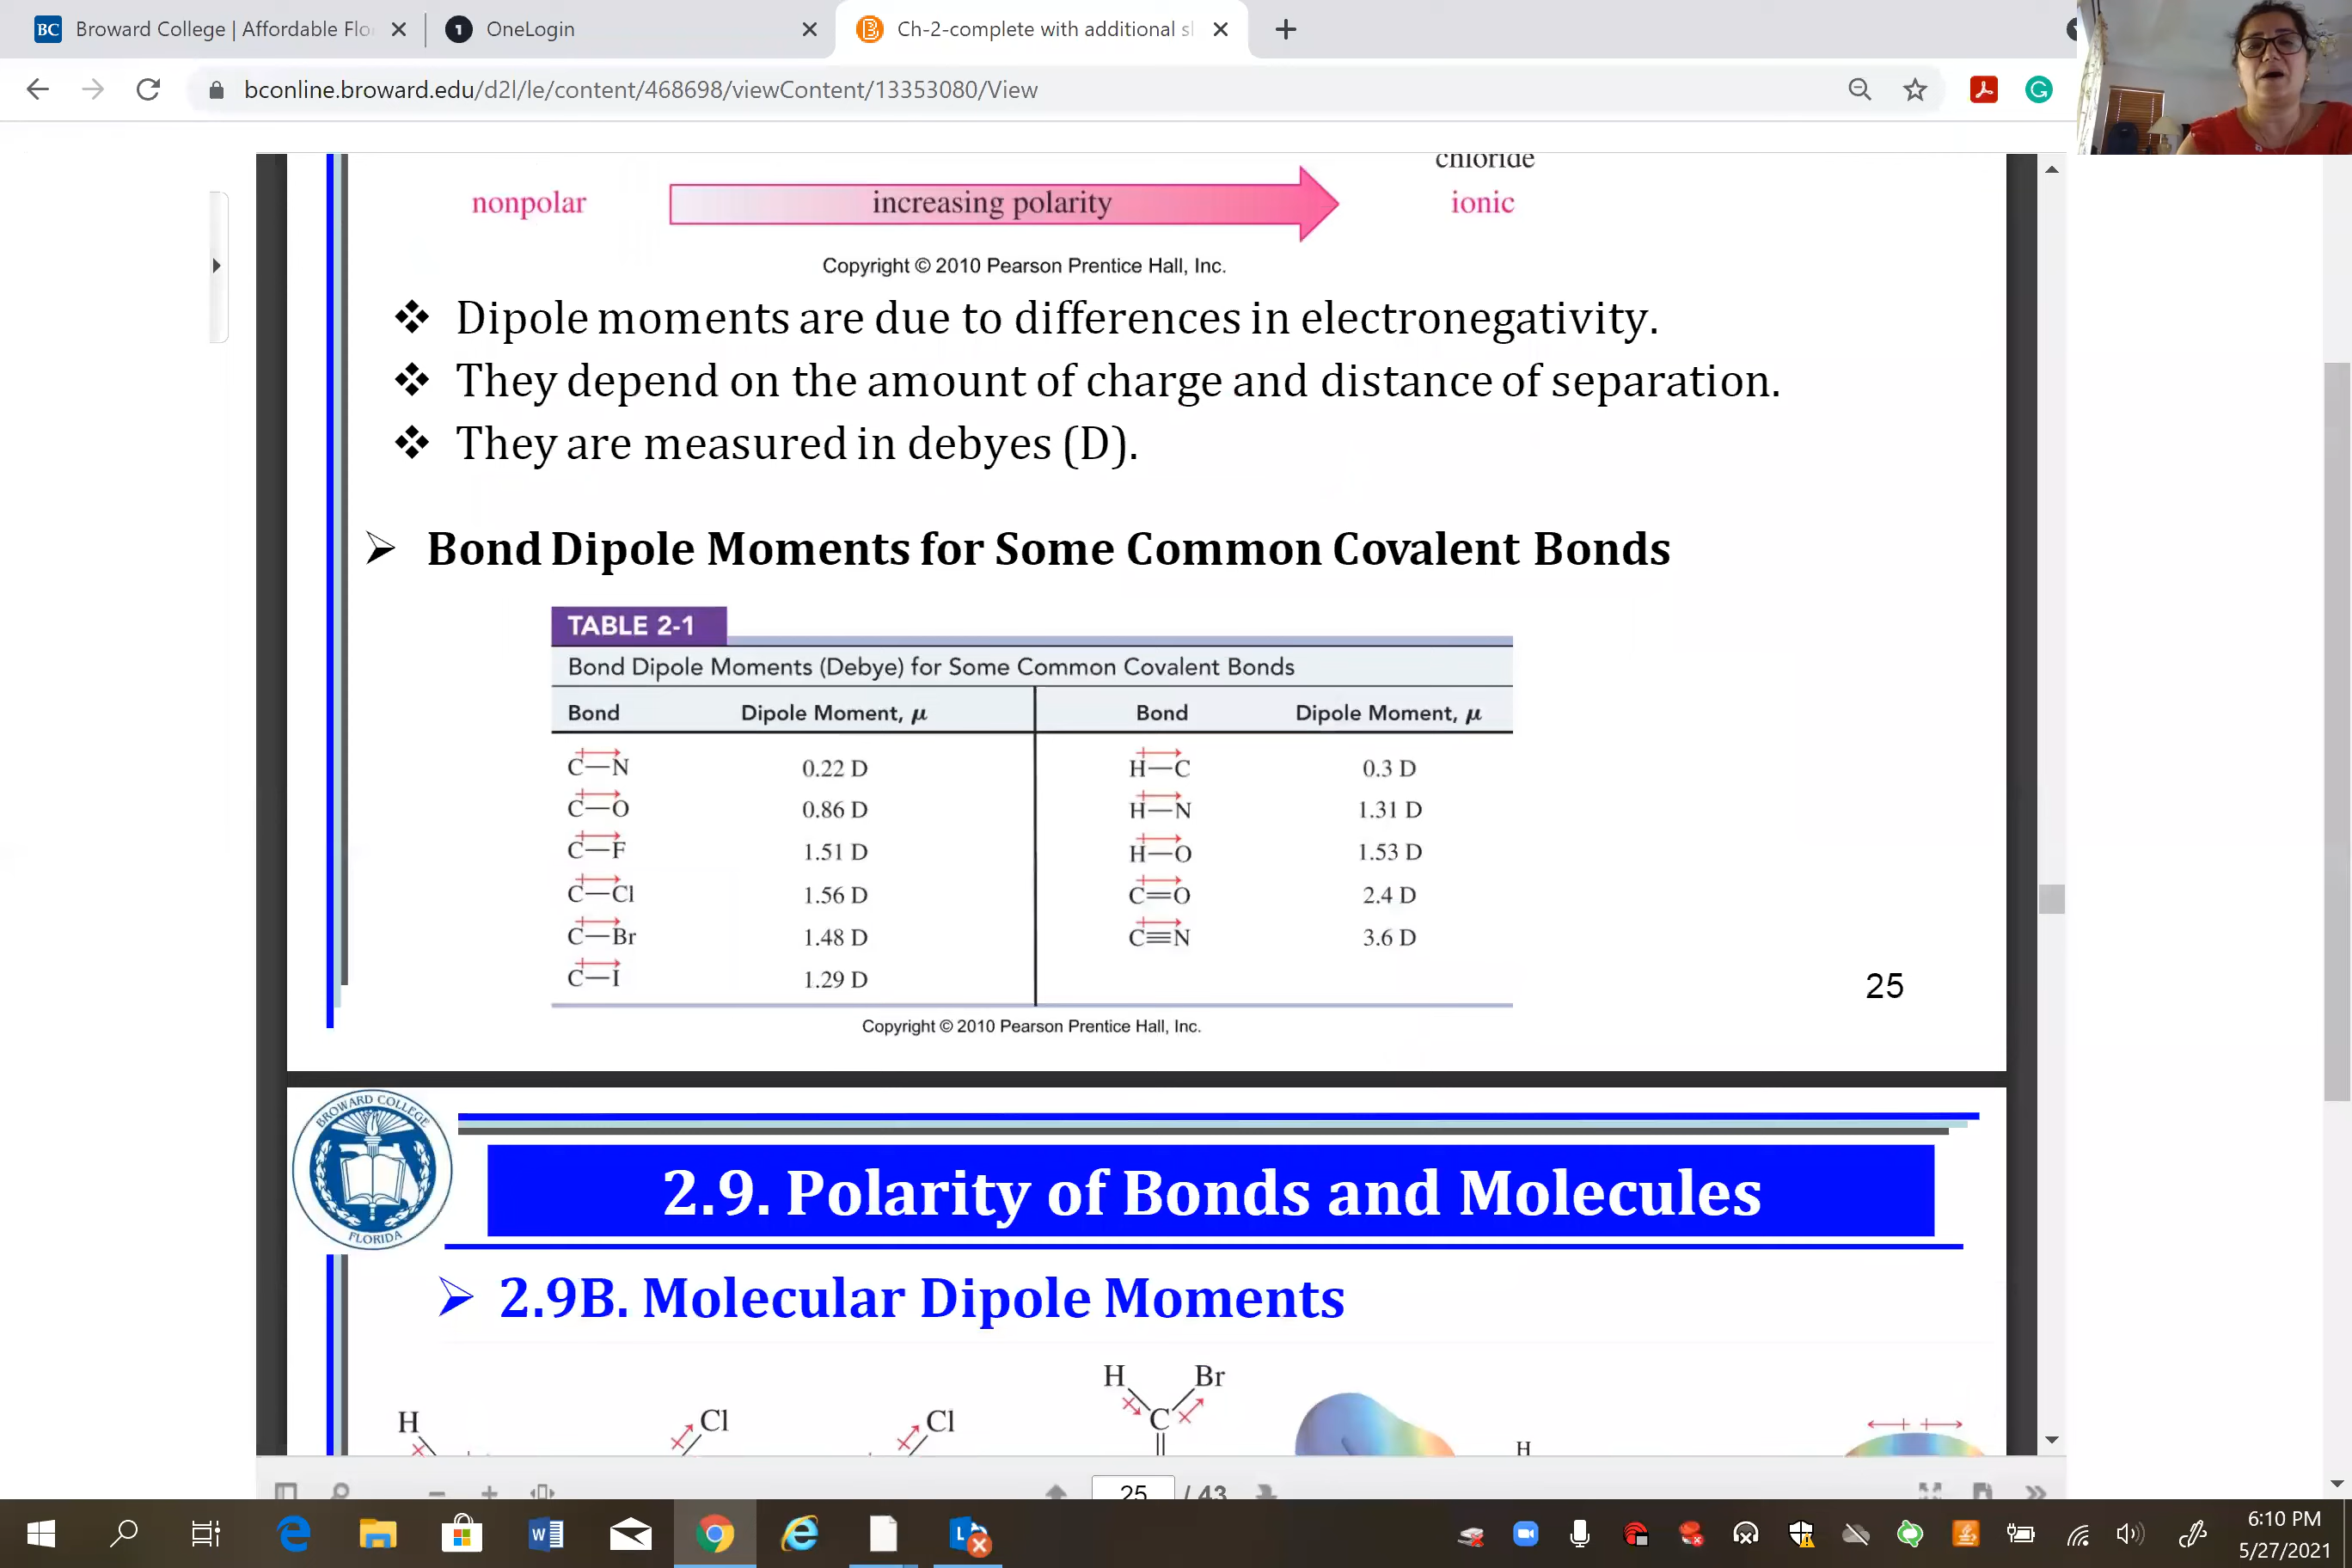 BC Broward College | Affordable Flo
1 OneLogin
Ch-2-complete with additional sl
bconline.broward.edu/d2l/le/content/468698/viewContent/13353080/View
chloride
nonpolar increasing polarity ionic
Copyright © 2010 Pearson Prentice Hall, Inc.
Dipole moments are due to differences in electronegativity.
They depend on the amount of charge and distance of separation.
They are measured in debyes (D).
Bond Dipole Moments for Some Common Covalent Bonds
TABLE 2-1
Bond Dipole Moments (Debye) for Some Common Covalent Bonds
Bond Dipole Moment, μ Bond Dipole Moment, μ
C—N 0.22 D H—C 0.3 D
C—O 0.86 D H—N 1.31 D
C—F 1.51 D H—O 1.53 D
C—Cl 1.56 D C=O 2.4 D
C—Br 1.48 D C≡N 3.6 D
C—I 1.29 D
25
Copyright © 2010 Pearson Prentice Hall, Inc.
BROWARD COLLEGE
FLORIDA
2.9. Polarity of Bonds and Molecules
2.9B. Molecular Dipole Moments
H Br
H Cl Cl C H
25 / 43
6:10 PM
5/27/2021